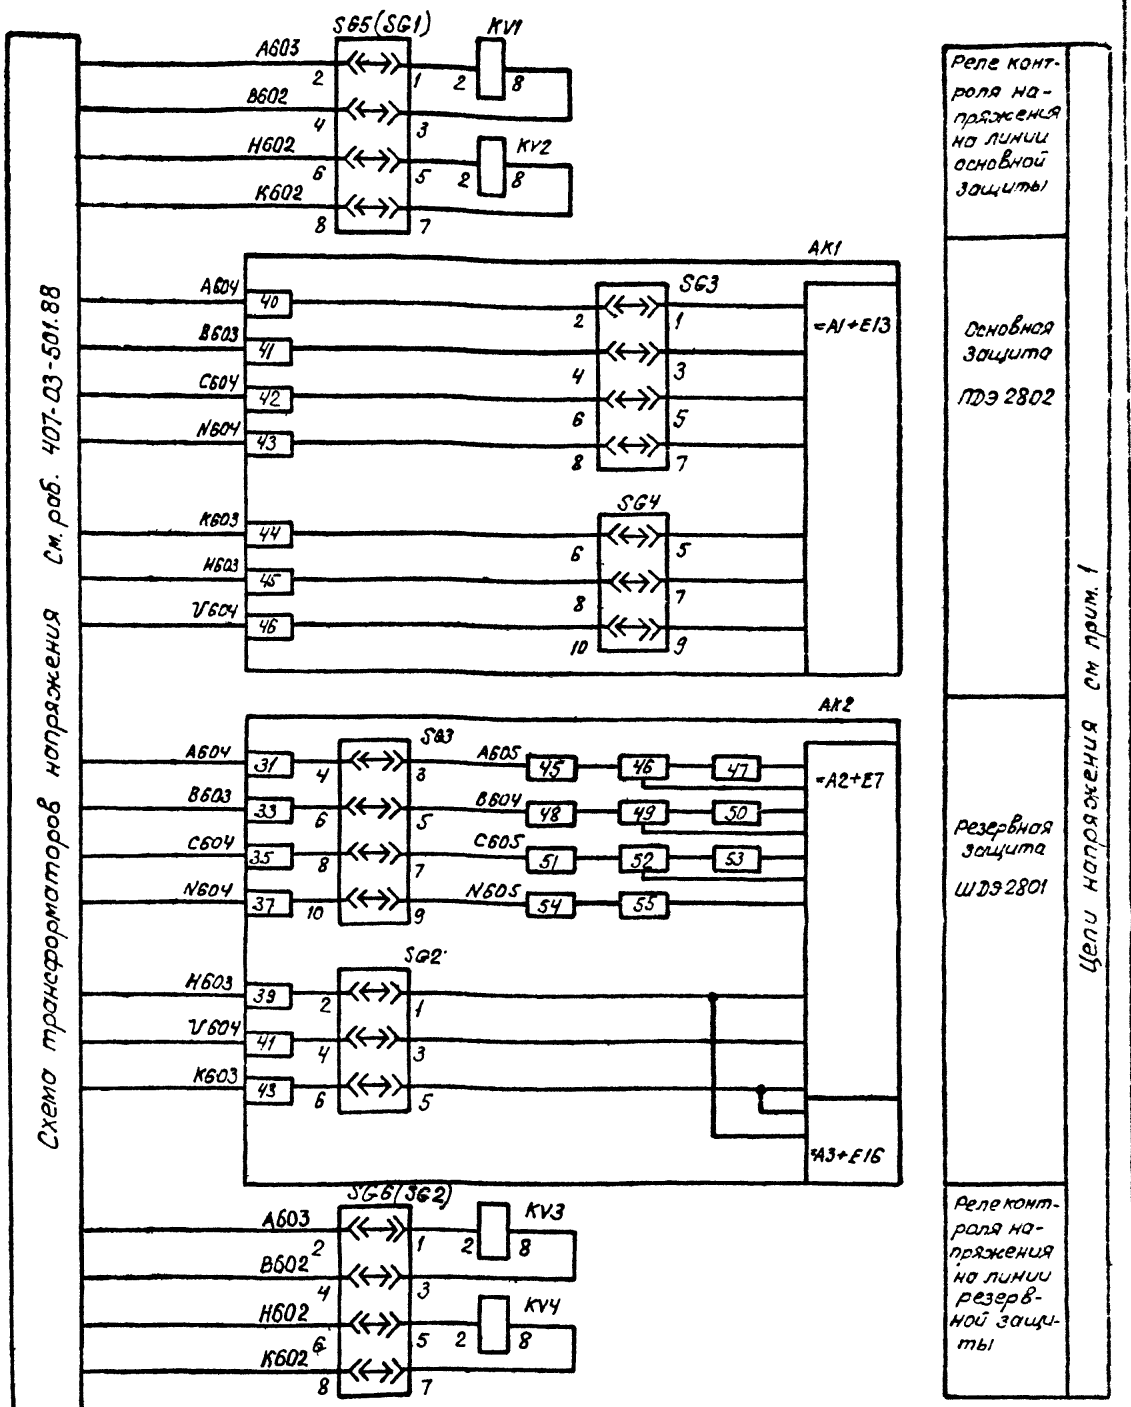 SG5(SG1)
KV1
A603
2
1
2
8
B602
4
3
H602
KV2
6
5
2
8
K602
8
7
Реле конт-
роля на-
пряжения
на линии
основной
защиты
AK1
SG3
A604
40
2
1
=A1+E13
B603
41
4
3
C604
42
6
5
N604
43
8
7
SG4
K603
44
6
5
H603
45
8
7
U604
46
10
9
Основная
защита
ПДЭ 2802
AK2
SG3
A604
31
4
3
A605
45
46
47
=A2+E7
B603
33
6
5
B604
48
49
50
C604
35
8
7
C605
51
52
53
N604
37
10
9
N605
54
55
SG2
H603
39
2
1
U604
41
4
3
K603
43
6
5
=A3+E16
Резервная
защита
ШДЭ2801
SG6(SG2)
KV3
A603
2
1
2
8
B602
4
3
H602
KV4
6
5
2
8
K602
8
7
Реле конт-
роля на-
пряжения
на линии
резерв-
ной защи-
ты
Схема трансформаторов напряжения см. раб. 407-03-501.88
Цепи напряжения см прим. 1